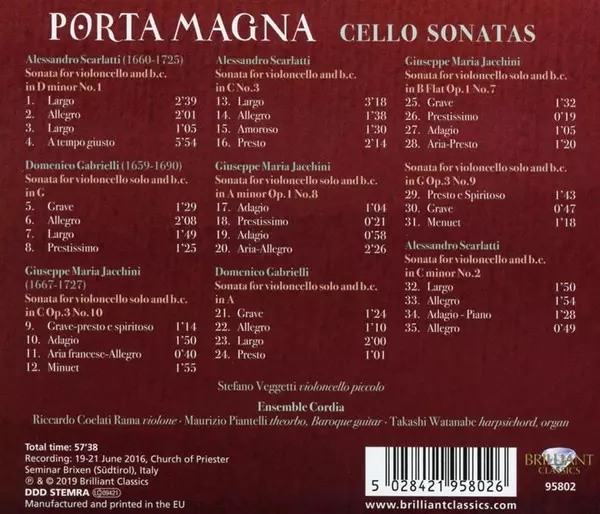 PORTA MAGNA CELLO SONATAS
Alessandro Scarlatti (1660-1725)
Sonata for violoncello and b.c.
in D minor No.1
1. Largo 2'39
2. Allegro 2'01
3. Largo 1'05
4. A tempo giusto 5'54
Domenico Gabrielli (1659-1690)
Sonata for violoncello solo and b.c.
in G
5. Grave 1'29
6. Allegro 2'08
7. Largo 1'49
8. Prestissimo 1'25
Giuseppe Maria Jacchini
(1667-1727)
Sonata for violoncello solo and b.c.
in C Op.3 No.10
9. Grave-presto e spiritoso 1'14
10. Adagio 1'50
11. Aria francese-Allegro 0'40
12. Minuet 1'55
Alessandro Scarlatti
Sonata for violoncello and b.c.
in C No.3
13. Largo 3'18
14. Allegro 1'38
15. Amoroso 1'30
16. Presto 2'14
Giuseppe Maria Jacchini
Sonata for violoncello solo and b.c.
in A minor Op.1 No.8
17. Adagio 1'04
18. Prestissimo 0'21
19. Adagio 0'58
20. Aria-Allegro 2'26
Domenico Gabrielli
Sonata for violoncello solo and b.c.
in A
21. Grave 1'24
22. Allegro 1'10
23. Largo 2'00
24. Presto 1'01
Giuseppe Maria Jacchini
Sonata for violoncello solo and b.c.
in B Flat Op.1 No.7
25. Grave 1'32
26. Prestissimo 0'19
27. Adagio 1'05
28. Aria-Presto 1'20
Sonata for violoncello solo and b.c.
in G Op.3 No.9
29. Presto e Spiritoso 1'43
30. Grave 0'47
31. Menuet 1'18
Alessandro Scarlatti
Sonata for violoncello and b.c.
in C minor No.2
32. Largo 1'50
33. Allegro 1'54
34. Adagio - Piano 1'28
35. Allegro 0'49
Stefano Veggetti violoncello piccolo
Ensemble Cordia
Riccardo Coelati Rama violone - Maurizio Piantelli theorbo, Baroque guitar - Takashi Watanabe harpsichord, organ
Total time: 57'38
Recording: 19-21 June 2016, Church of Priester
Seminar Brixen (Südtirol), Italy
℗ & © 2019 Brilliant Classics
DDD STEMRA LC 09421
Manufactured and printed in the EU
5 028421 958026
www.brilliantclassics.com
BRILLIANT
CLASSICS
95802